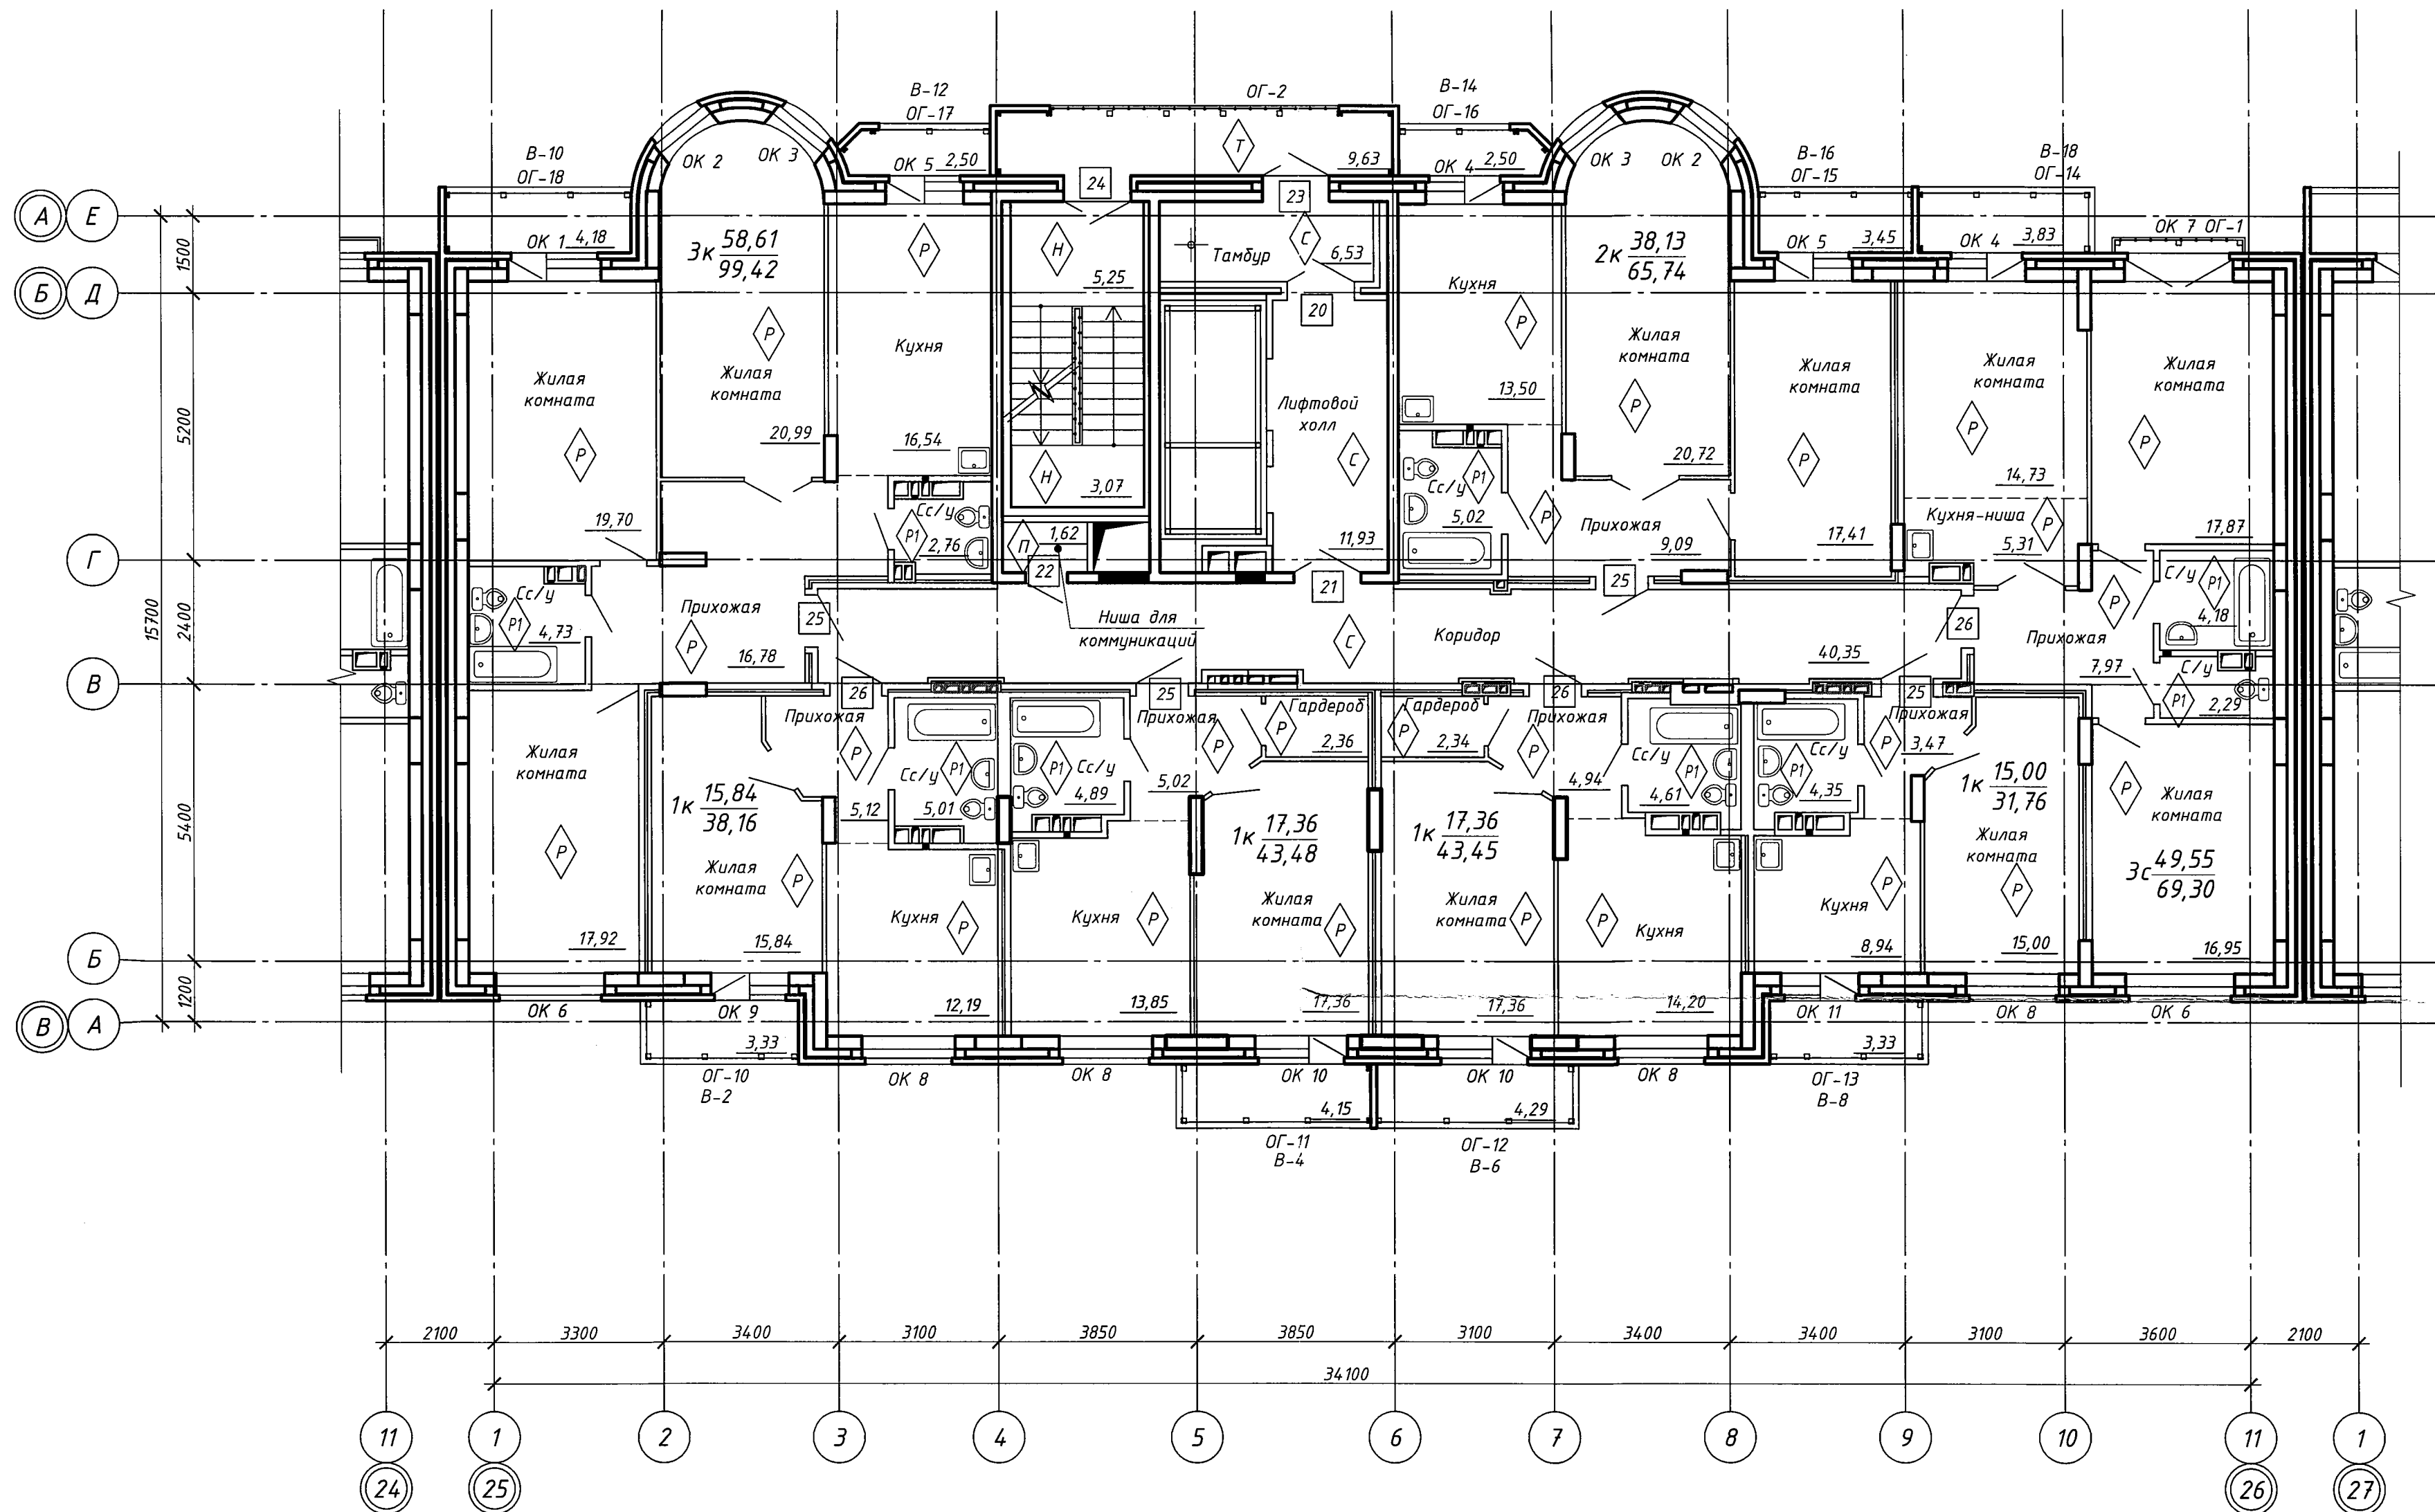 В-12
ОГ-17
ОГ-2
В-14
ОГ-16
В-10
ОГ-18
ОК 2
ОК 3
ОК 5 2,50
Т
9,63
ОК 4 2,50
ОК 3
ОК 2
В-16
ОГ-15
В-18
ОГ-14
24
23
А Е
ОК 1 4,18
3к 58,61
99,42
Р
Н
С
Тамбур
6,53
5,25
2к 38,13
65,74
ОК 5
3,45
ОК 4
3,83
ОК 7 ОГ-1
1500
Б Д
20
Кухня
Р
Р
Кухня
Жилая
комната
Жилая
комната
Р
Жилая
комната
Жилая
комната
Жилая
комната
Жилая
комната
5200
Лифтовой
холл
13,50
Р
Р
20,99
16,54
Р
С
20,72
Р
Р
Р
Н
3,07
Сс/у
Р1
5,02
14,73
Кухня-ниша
Р
17,87
19,70
Сс/у
Р1
2,76
П
1,62
11,93
Р
Прихожая
9,09
17,41
5,31
Г
22
21
25
С/у
Р1
4,18
Р
15700
2400
Сс/у
Р1
4,73
Прихожая
25
Р
16,78
Ниша для
коммуникаций
С
Коридор
40,35
26
Прихожая
7,97
С/у
Р1
2,29
В
26
25
26
25
Прихожая
Р
Прихожая
Р
Гардероб
Р
2,36
Гардероб
Р
2,34
Прихожая
Р
Прихожая
Р
3,47
Жилая
комната
Сс/у
Р1
Р1
Сс/у
Сс/у
Р1
Сс/у
Р1
1к 15,84
38,16
5,12
5,01
4,89
5,02
4,94
4,61
4,35
1к 15,00
31,76
Р
Жилая
комната
5400
Р
1к 17,36
43,48
1к 17,36
43,45
Жилая
комната
3с 49,55
69,30
Жилая
комната
Р
Р
Р
Кухня
Р
Кухня
Р
Жилая
комната
Р
Жилая
комната
Р
Р
Кухня
Кухня
17,92
15,84
8,94
15,00
16,95
Б
1200
12,19
13,85
17,36
17,36
14,20
В А
ОК 6
ОК 9
3,33
ОК 11
ОК 8
ОК 6
3,33
ОГ-10
В-2
ОК 8
ОК 8
ОК 10
ОК 10
ОК 8
ОГ-13
В-8
4,15
4,29
ОГ-11
В-4
ОГ-12
В-6
2100 3300 3400 3100 3850 3850 3100 3400 3400 3100 3600 2100
34100
11 1 2 3 4 5 6 7 8 9 10 11 1
24 25 26 27